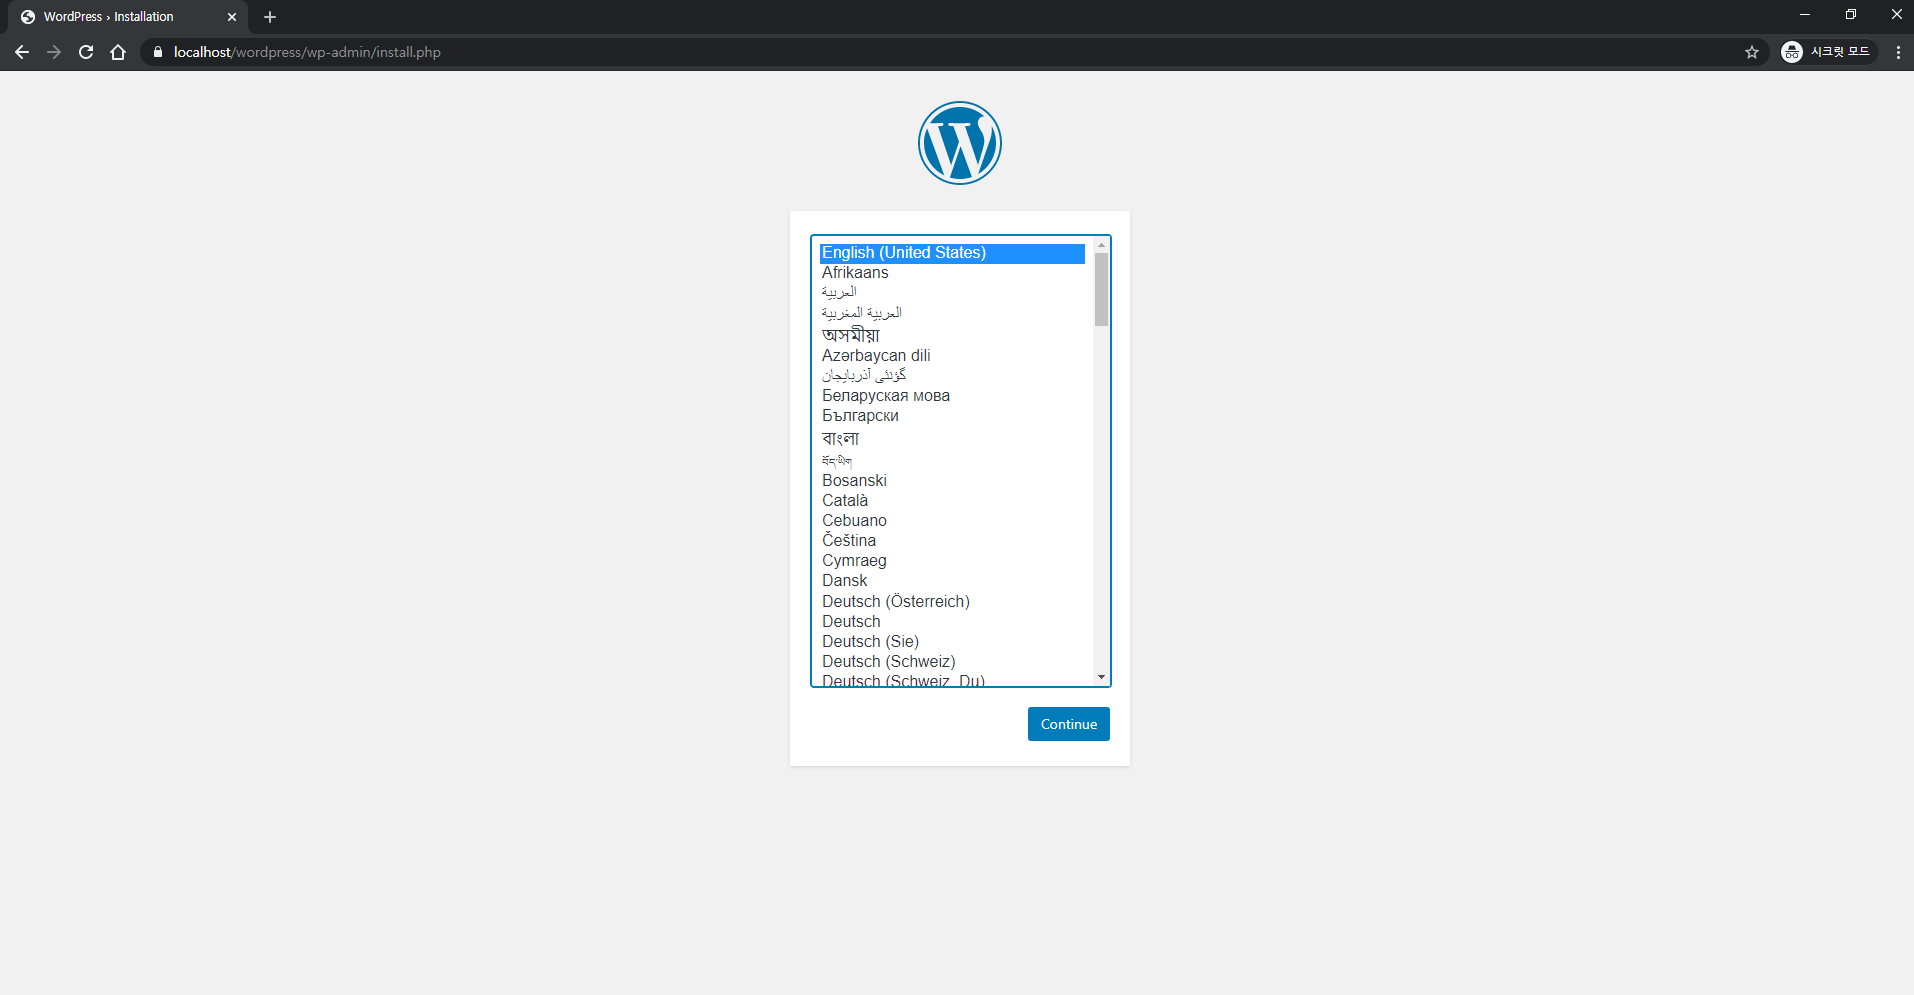 WordPress › Installation
localhost/wordpress/wp-admin/install.php
시크릿 모드
English (United States)
Afrikaans
العربية
العربية المغربية
অসমীয়া
Azərbaycan dili
گؤنئی آذربایجان
Беларуская мова
Български
বাংলা
བོད་ཡིག
Bosanski
Català
Cebuano
Čeština
Cymraeg
Dansk
Deutsch (Österreich)
Deutsch
Deutsch (Sie)
Deutsch (Schweiz)
Deutsch (Schweiz, Du)
Continue